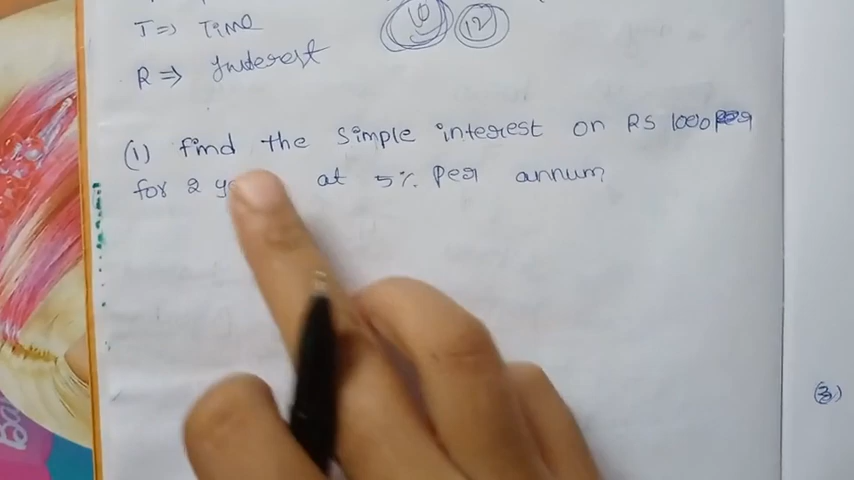 T => Time
10 12
R => Interest
(1) find the simple interest on RS 1000
for 2 at 5% Per annum
(3)